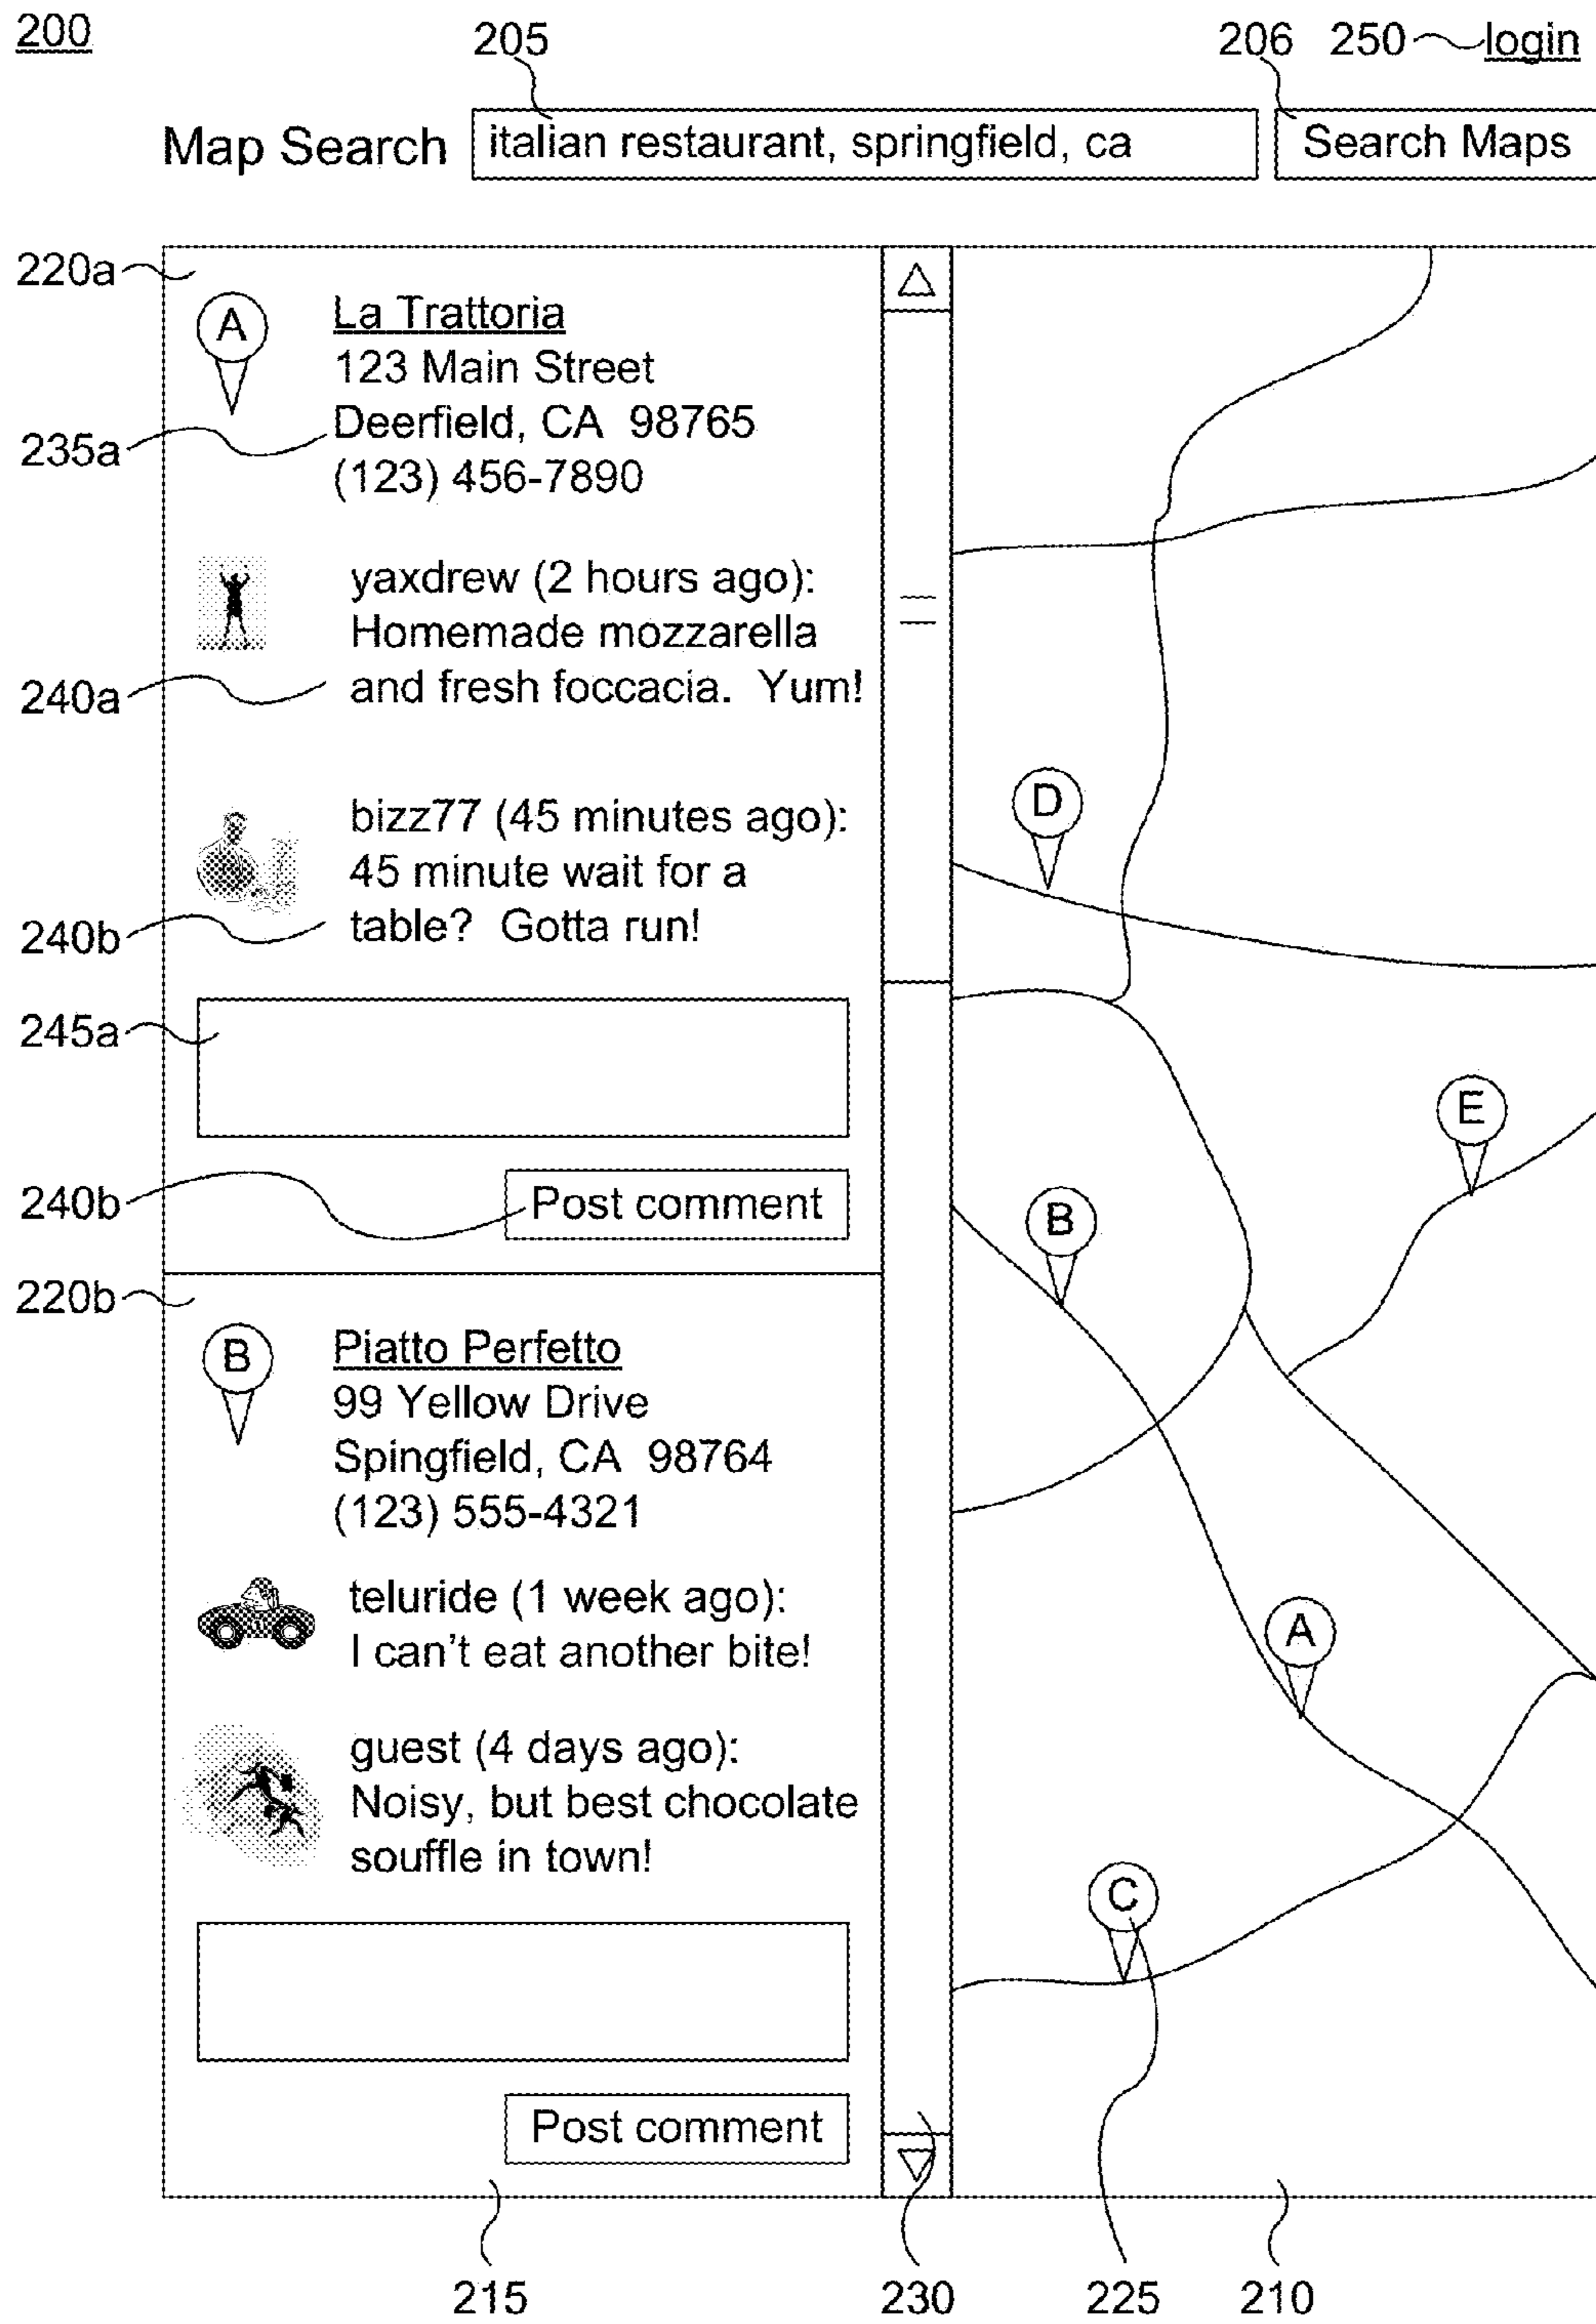 200
205
206 250 login
Map Search italian restaurant, springfield, ca Search Maps
220a
A La Trattoria
123 Main Street
235a Deerfield, CA 98765
(123) 456-7890
yaxdrew (2 hours ago):
Homemade mozzarella
240a and fresh foccacia. Yum!
bizz77 (45 minutes ago):
45 minute wait for a
240b table? Gotta run!
245a
240b Post comment
220b
B Piatto Perfetto
99 Yellow Drive
Spingfield, CA 98764
(123) 555-4321
teluride (1 week ago):
I can't eat another bite!
guest (4 days ago):
Noisy, but best chocolate
souffle in town!
Post comment
D
E
B
A
C
215 230 225 210